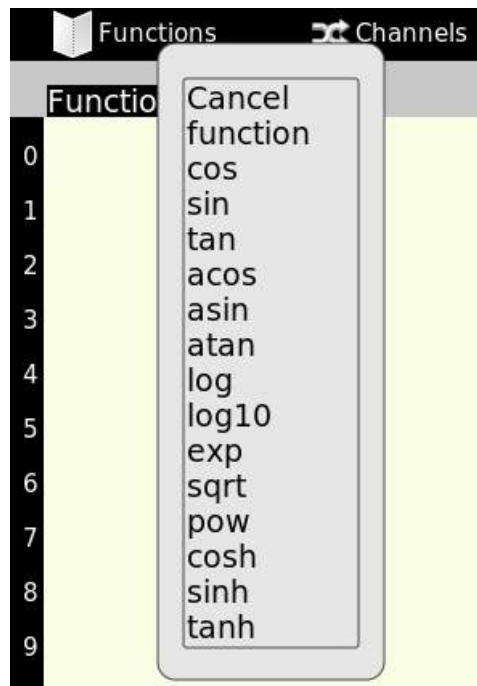 Functions Channels
Functio
Cancel
function
cos
sin
tan
acos
asin
atan
log
log10
exp
sqrt
pow
cosh
sinh
tanh
0
1
2
3
4
5
6
7
8
9